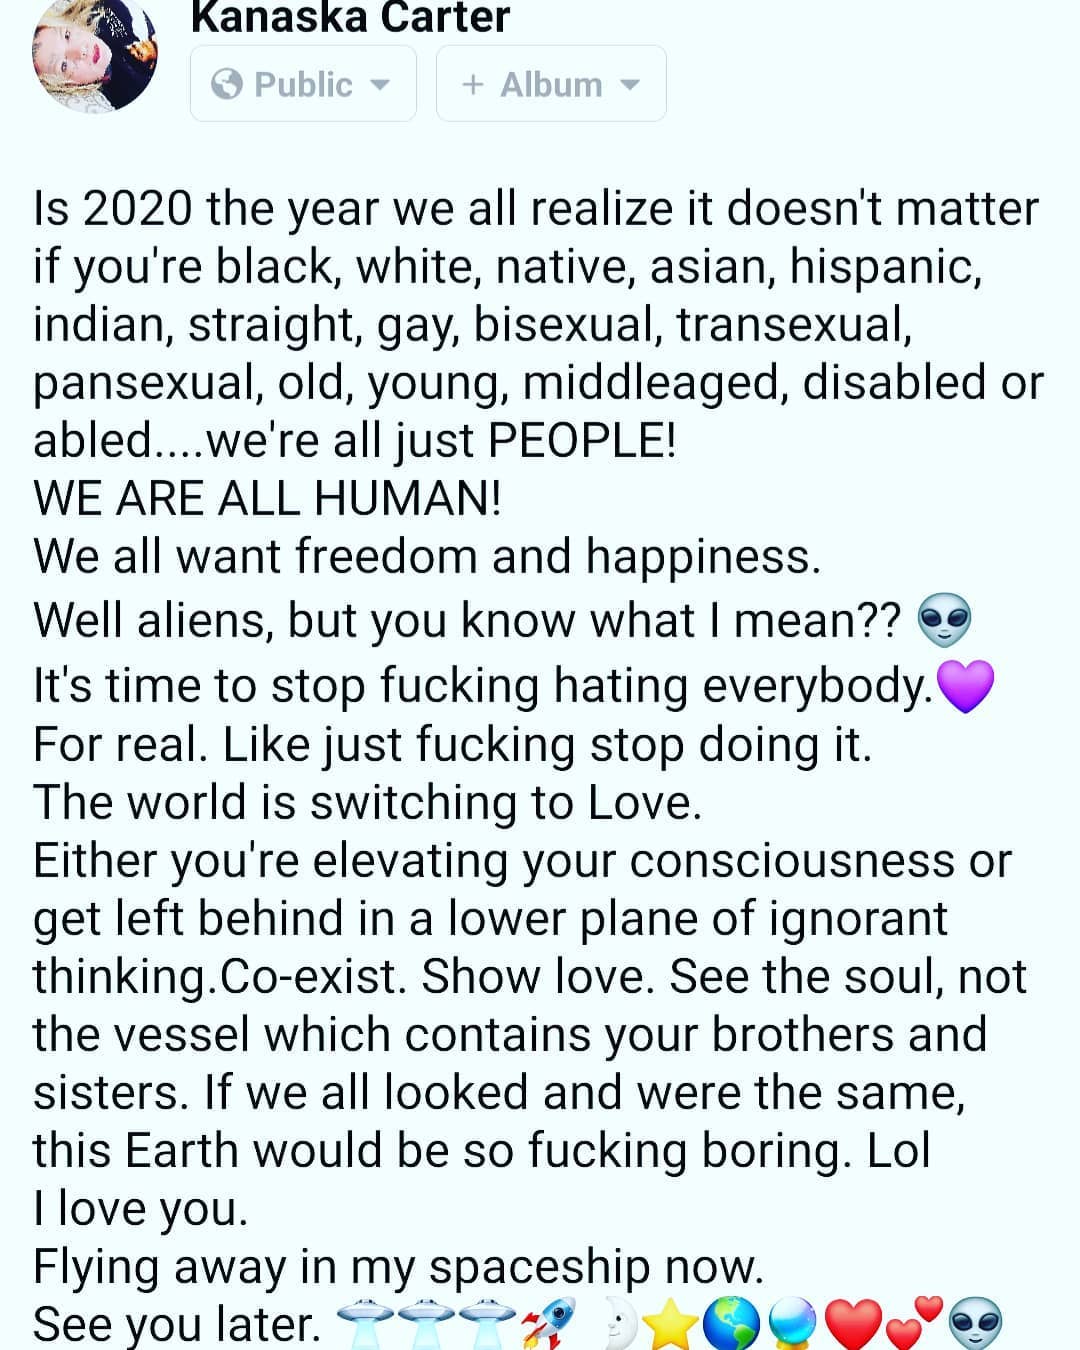 Kanaska Carter
Public
+ Album
Is 2020 the year we all realize it doesn't matter
if you're black, white, native, asian, hispanic,
indian, straight, gay, bisexual, transexual,
pansexual, old, young, middleaged, disabled or
abled....we're all just PEOPLE!
WE ARE ALL HUMAN!
We all want freedom and happiness.
Well aliens, but you know what I mean?? 👽
It's time to stop fucking hating everybody.💜
For real. Like just fucking stop doing it.
The world is switching to Love.
Either you're elevating your consciousness or
get left behind in a lower plane of ignorant
thinking.Co-exist. Show love. See the soul, not
the vessel which contains your brothers and
sisters. If we all looked and were the same,
this Earth would be so fucking boring. Lol
I love you.
Flying away in my spaceship now.
See you later. 🛸🛸🛸🚀🌛⭐🌎🔮❤️💕👽